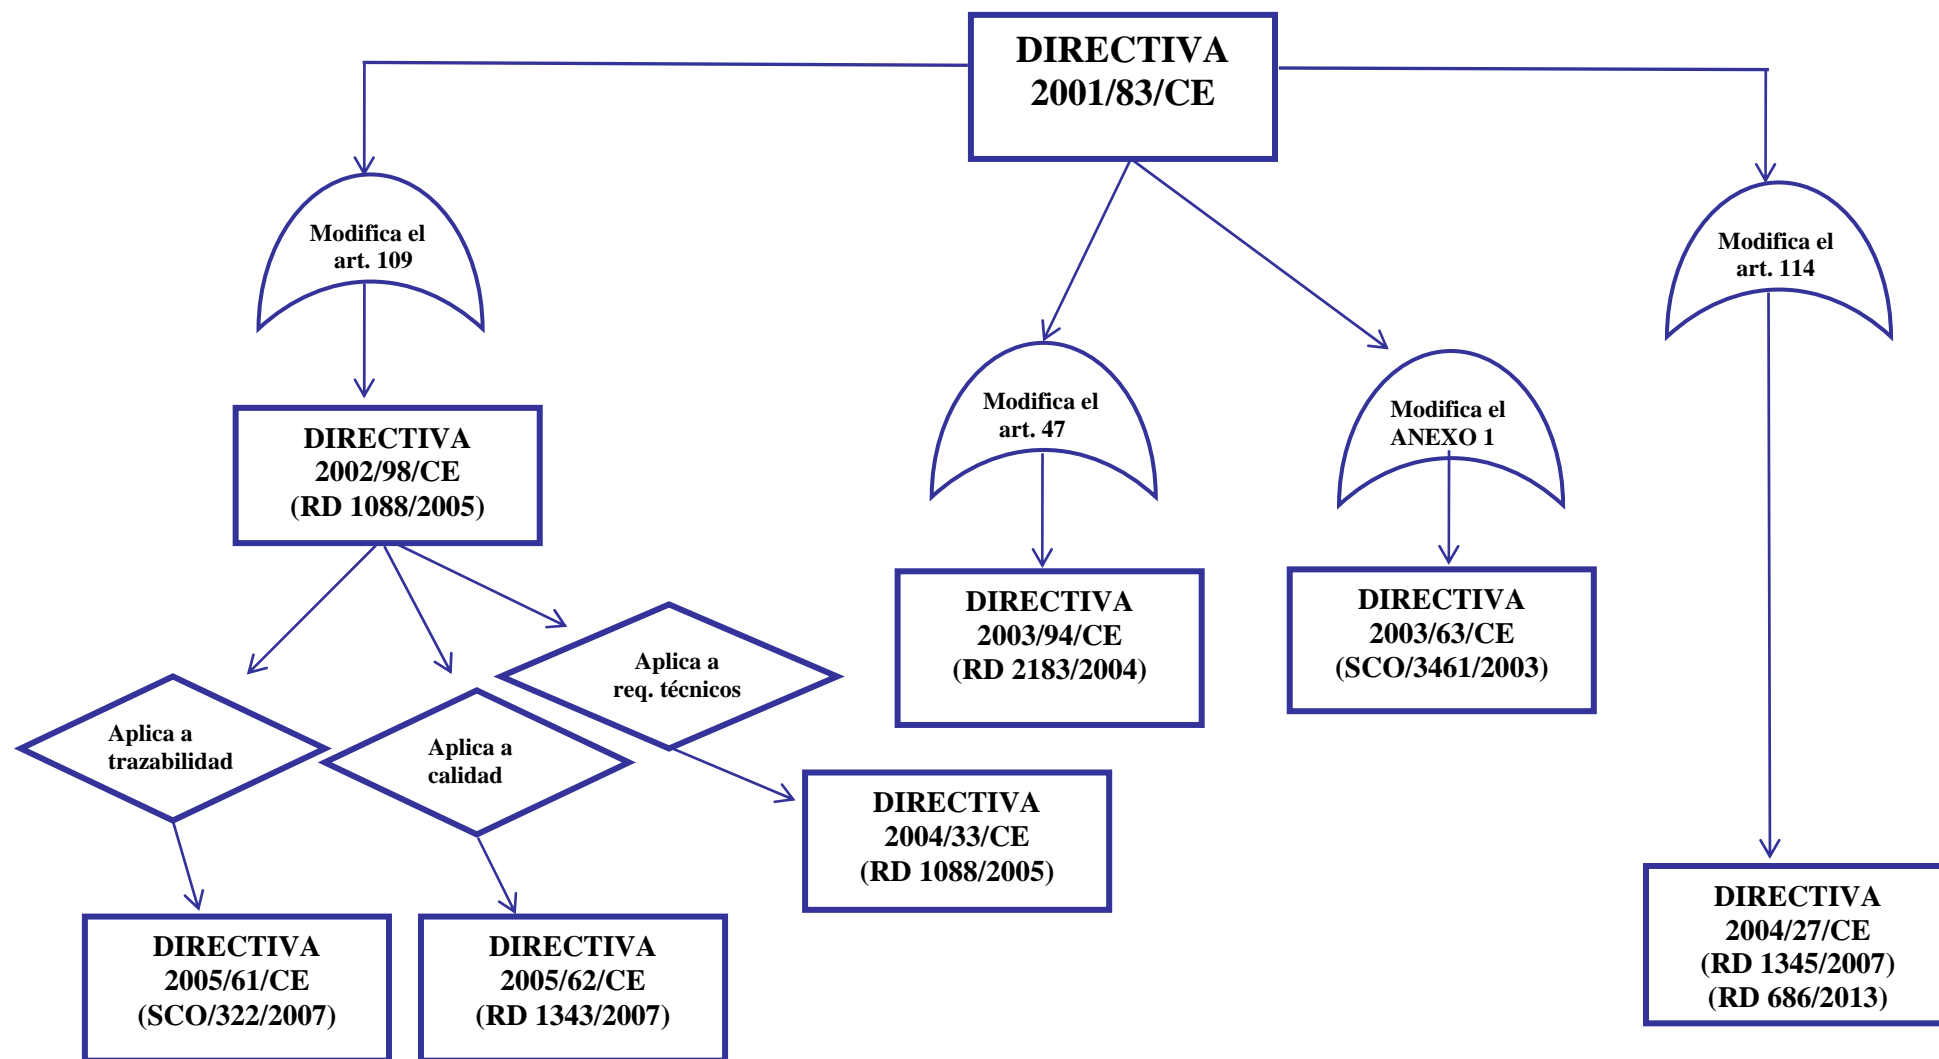 DIRECTIVA
2001/83/CE
Modifica el
art. 109
Modifica el
art. 114
Modifica el
art. 47
Modifica el
ANEXO 1
DIRECTIVA
2002/98/CE
(RD 1088/2005)
DIRECTIVA
2003/94/CE
(RD 2183/2004)
DIRECTIVA
2003/63/CE
(SCO/3461/2003)
Aplica a
req. técnicos
Aplica a
trazabilidad
Aplica a
calidad
DIRECTIVA
2004/33/CE
(RD 1088/2005)
DIRECTIVA
2004/27/CE
(RD 1345/2007)
(RD 686/2013)
DIRECTIVA
2005/61/CE
(SCO/322/2007)
DIRECTIVA
2005/62/CE
(RD 1343/2007)